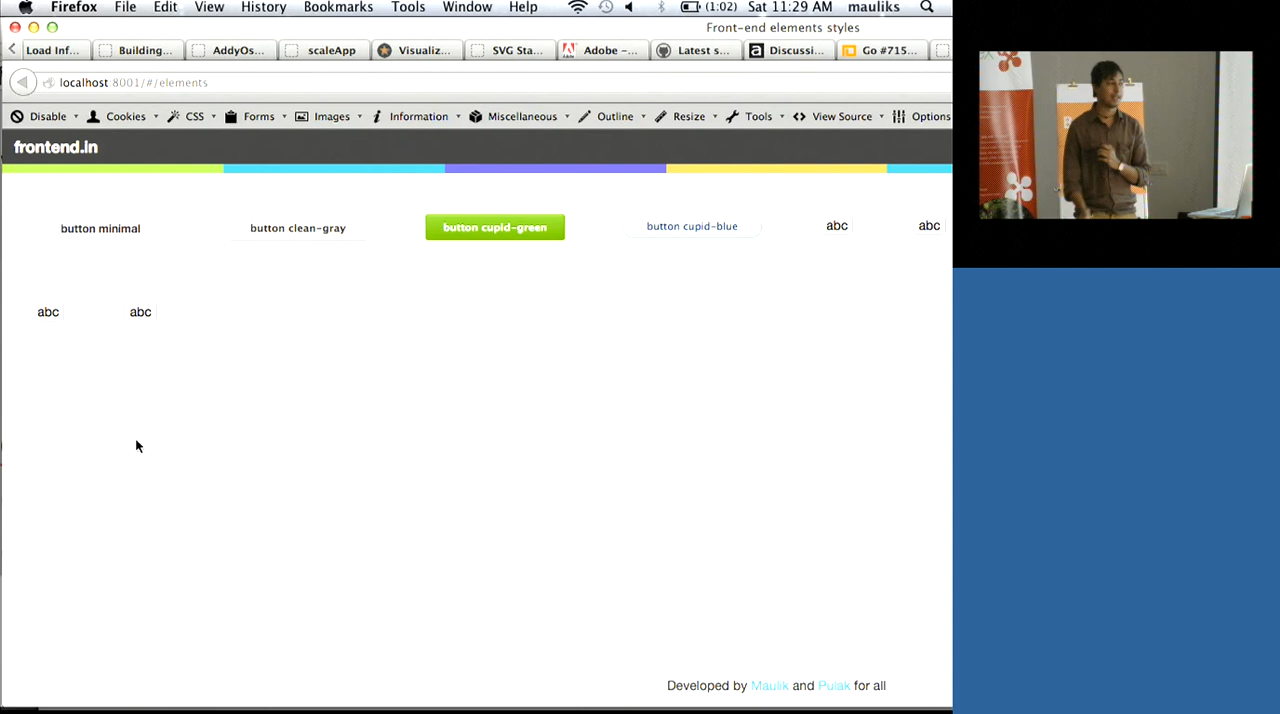 Firefox File Edit View History Bookmarks Tools Window Help (1:02) Sat 11:29 AM mauliks
Front-end elements styles
Load Inf... Building... AddyOs... scaleApp Visualiz... SVG Sta... Adobe -... Latest s... Discussi... Go #715...
localhost:8001/#/elements
Disable Cookies CSS Forms Images Information Miscellaneous Outline Resize Tools View Source Options
frontend.in
button minimal button clean-gray button cupid-green button cupid-blue abc abc
abc abc
Developed by Maulik and Pulak for all